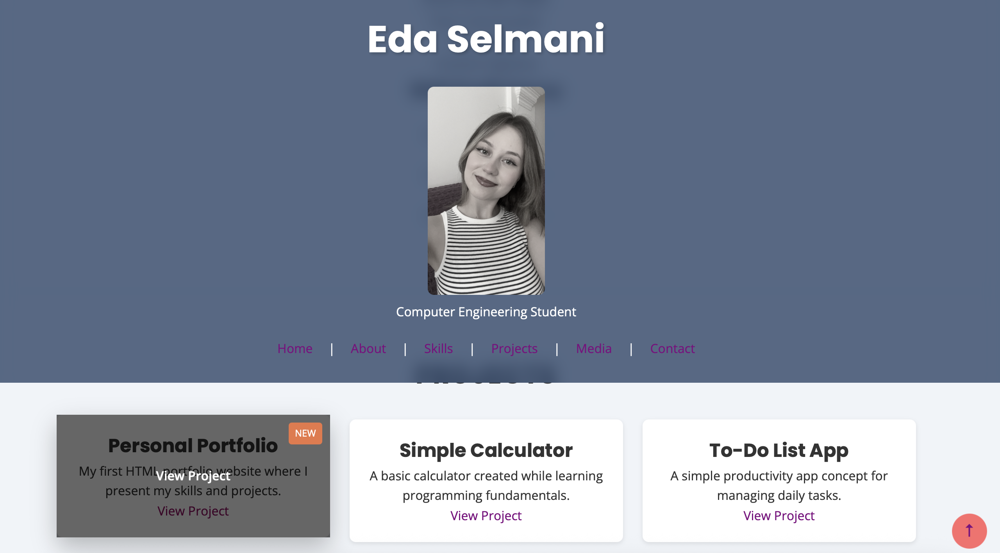 Eda Selmani
Computer Engineering Student
Home | About | Skills | Projects | Media | Contact
NEW
Personal Portfolio
My first HTML portfolio website where I
View Project
present my skills and projects.
View Project
Simple Calculator
A basic calculator created while learning
programming fundamentals.
View Project
To-Do List App
A simple productivity app concept for
managing daily tasks.
View Project
↑